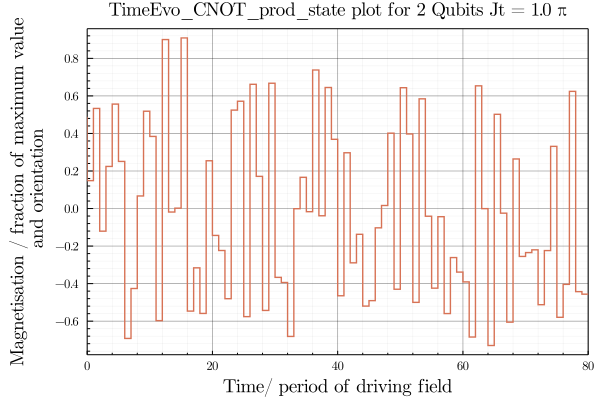 TimeEvo_CNOT_prod_state plot for 2 Qubits Jt = 1.0 π
Magnetisation / fraction of maximum value
and orientation
0.8
0.6
0.4
0.2
0.0
−0.2
−0.4
−0.6
0 20 40 60 80
Time/ period of driving field